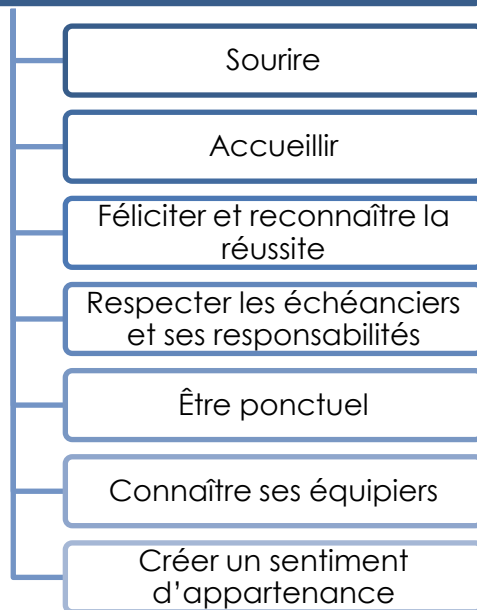 Sourire
Accueillir
Féliciter et reconnaître la
réussite
Respecter les échéanciers
et ses responsabilités
Être ponctuel
Connaître ses équipiers
Créer un sentiment
d’appartenance